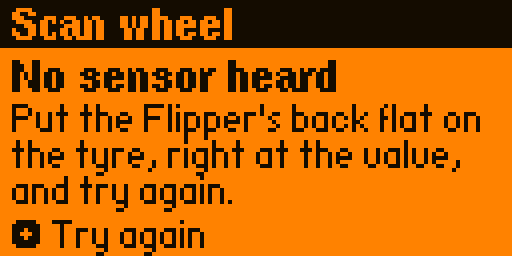 Scan wheel
No sensor heard
Put the Flipper's back flat on
the tyre, right at the value,
and try again.
Try again